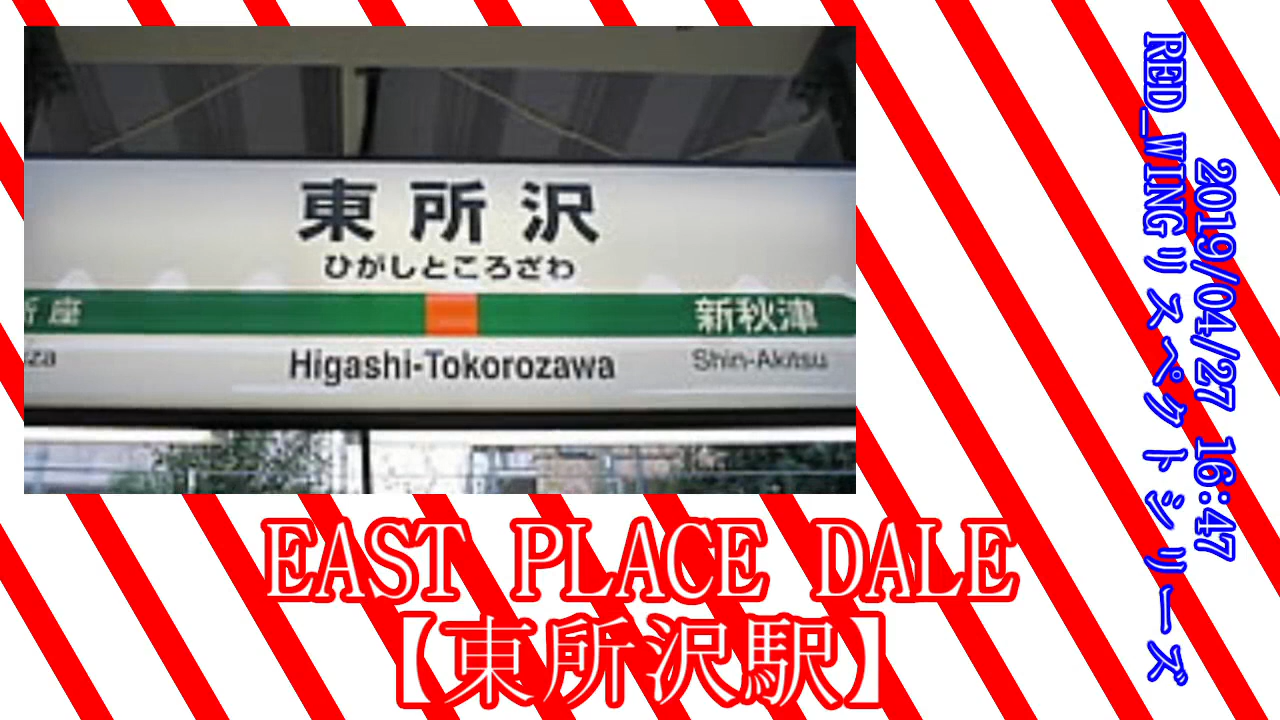 東所沢
ひがしところざわ
座
新秋津
za
Higashi-Tokorozawa
Shin-Akitsu
EAST PLACE DALE
【東所沢駅】
2019/04/27 16:47
RED_WINGリスペクトシリーズ